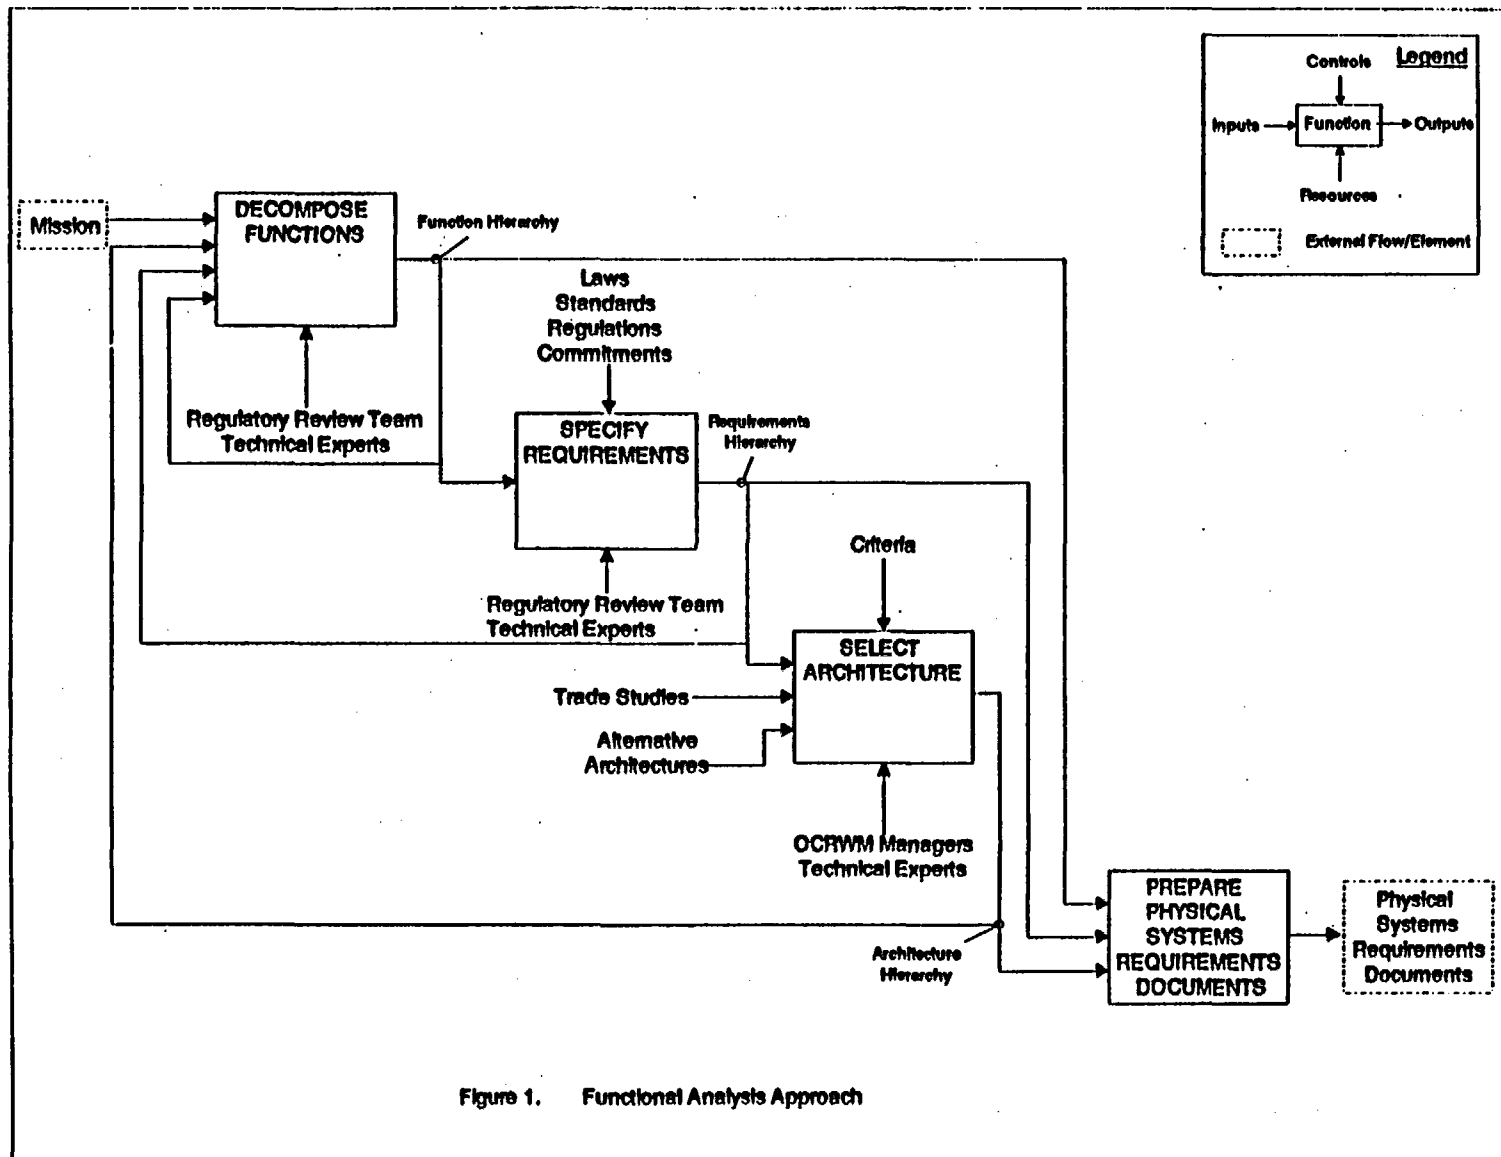 Legend
Controls
Inputs
Function
Outputs
Resources
External Flow/Element
Mission
DECOMPOSE
FUNCTIONS
Function Hierarchy
Regulatory Review Team
Technical Experts
Laws
Standards
Regulations
Commitments
SPECIFY
REQUIREMENTS
Requirements
Hierarchy
Regulatory Review Team
Technical Experts
Criteria
SELECT
ARCHITECTURE
Trade Studies
Alternative
Architectures
OCRWM Managers
Technical Experts
Architecture
Hierarchy
PREPARE
PHYSICAL
SYSTEMS
REQUIREMENTS
DOCUMENTS
Physical
Systems
Requirements
Documents
Figure 1. Functional Analysis Approach